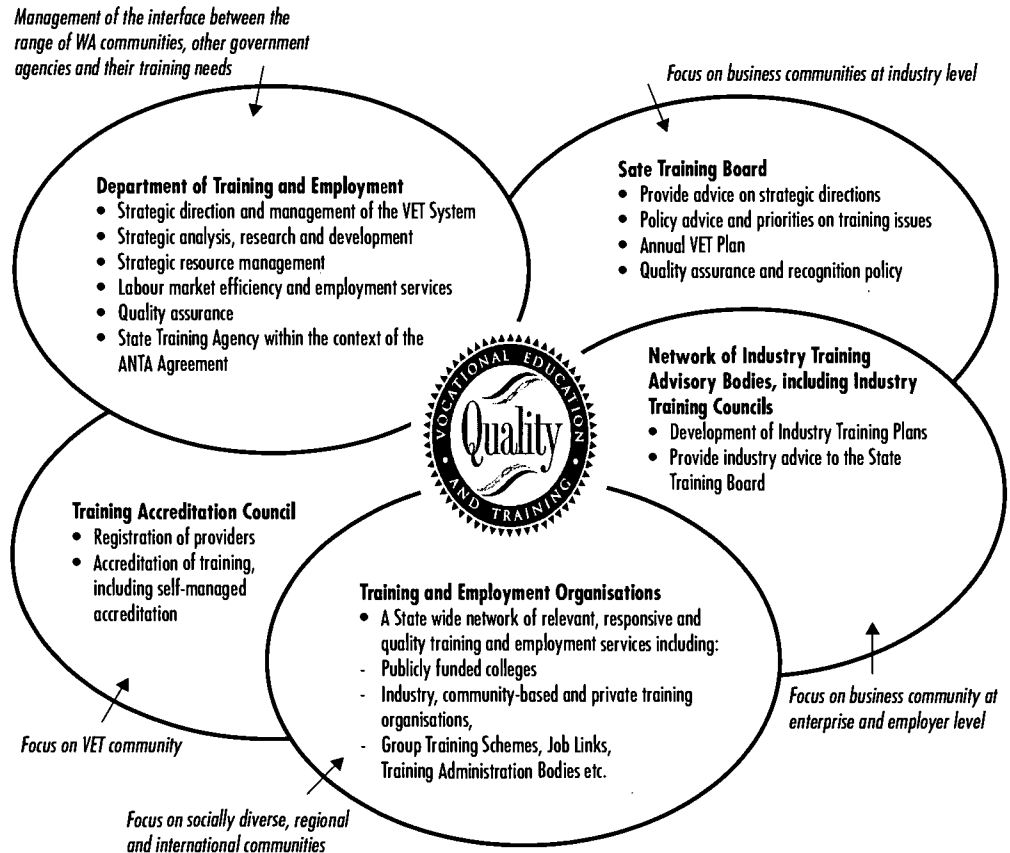 Management of the interface between the
range of WA communities, other government
agencies and their training needs
Focus on business communities at industry level
Department of Training and Employment
• Strategic direction and management of the VET System
• Strategic analysis, research and development
• Strategic resource management
• Labour market efficiency and employment services
• Quality assurance
• State Training Agency within the context of the
ANTA Agreement
Sate Training Board
• Provide advice on strategic directions
• Policy advice and priorities on training issues
• Annual VET Plan
• Quality assurance and recognition policy
Network of Industry Training
Advisory Bodies, including Industry
Training Councils
• Development of Industry Training Plans
• Provide industry advice to the State
Training Board
VOCATIONAL EDUCATION
Quality
• AND TRAINING •
Training Accreditation Council
• Registration of providers
• Accreditation of training,
including self-managed
accreditation
Training and Employment Organisations
• A State wide network of relevant, responsive and
quality training and employment services including:
- Publicly funded colleges
- Industry, community-based and private training
organisations,
- Group Training Schemes, Job Links,
Training Administration Bodies etc.
Focus on VET community
Focus on business community at
enterprise and employer level
Focus on socially diverse, regional
and international communities